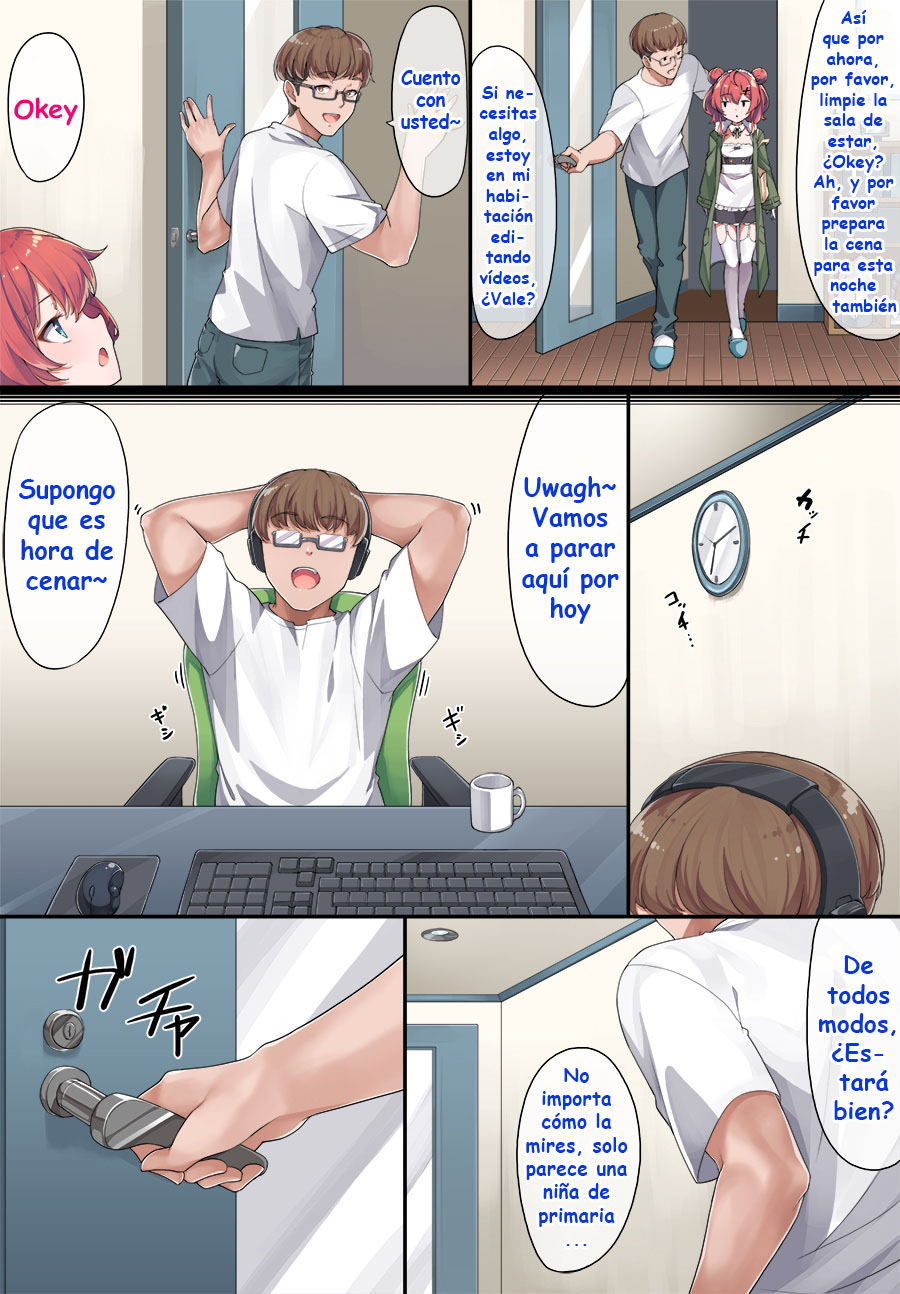 Así
que por
ahora,
por favor,
limpie la
sala de
estar,
¿Okey?
Ah, y por
favor
prepara
la cena
para esta
noche
también
Si ne-
cesitas
algo,
estoy
en mi
habi-
tación
edi-
tando
vídeos,
¿Vale?
Cuento
con
usted~
Okey
カッチ
コッチ...
Uwagh~
Vamos
a parar
aquí por
hoy
Supongo
que es
hora de
cenar~
ギシ
ギシ
De
todos
modos,
¿Es-
tará
bien?
No
importa
cómo la
mires, solo
parece una
niña de
primaria
...
ガチャ